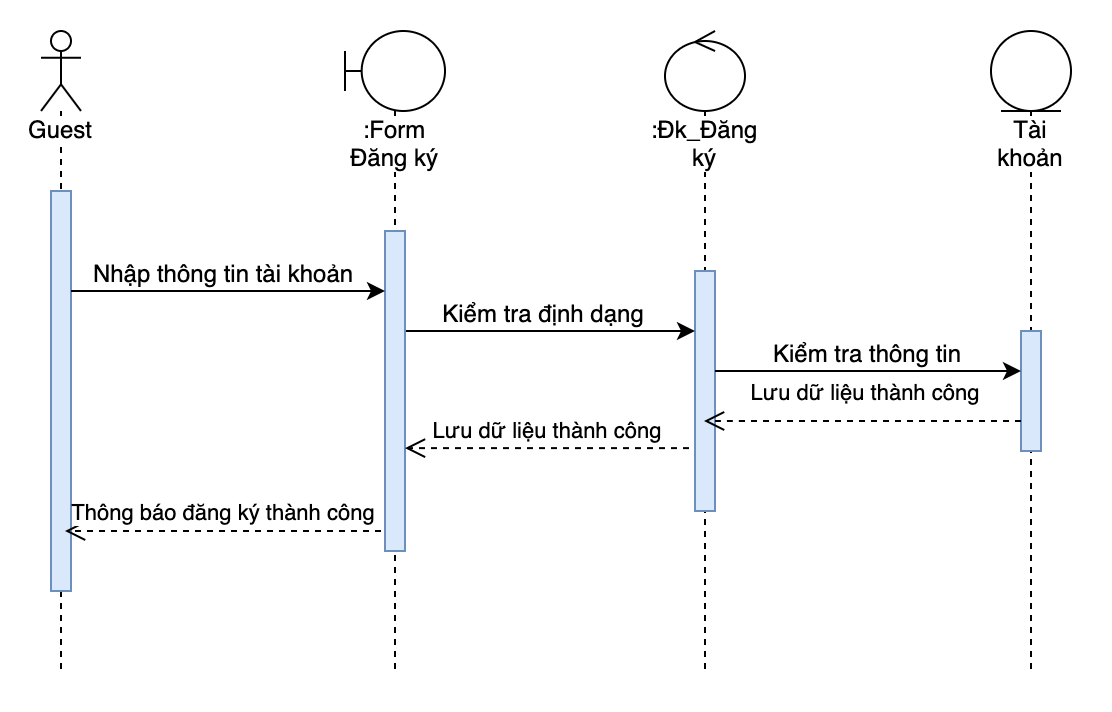 Guest
:Form
Đăng ký
:Đk_Đăng
ký
Tài
khoản
Nhập thông tin tài khoản
Kiểm tra định dạng
Kiểm tra thông tin
Lưu dữ liệu thành công
Lưu dữ liệu thành công
Thông báo đăng ký thành công